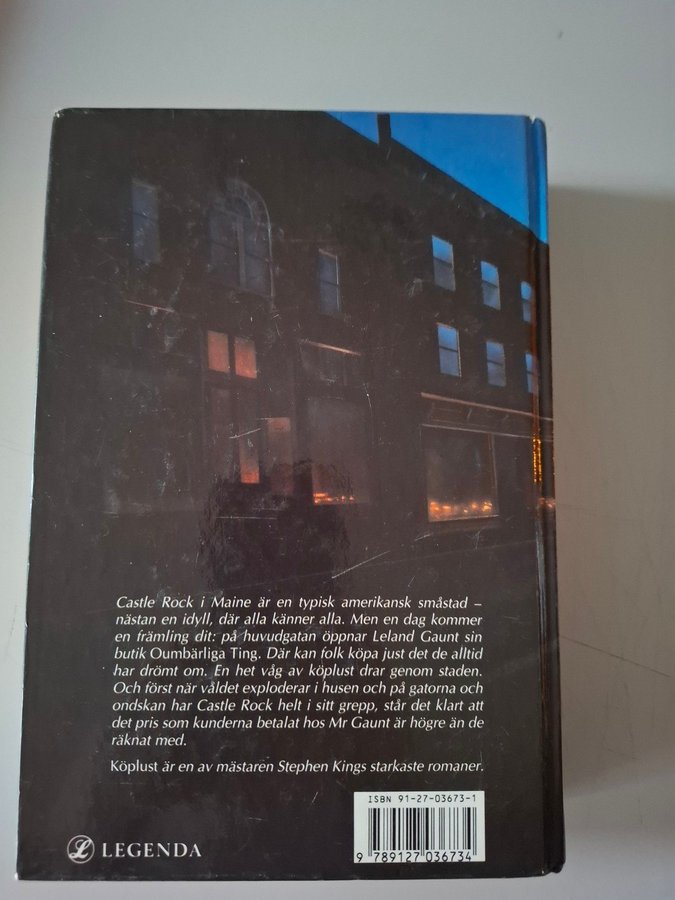 Castle Rock i Maine är en typisk amerikansk småstad –
nästan en idyll, där alla känner alla. Men en dag kommer
en främling dit: på huvudgatan öppnar Leland Gaunt sin
butik Oumbärliga Ting. Där kan folk köpa just det de alltid
har drömt om. En het våg av köplust drar genom staden.
Och först när våldet exploderar i husen och på gatorna och
ondskan har Castle Rock helt i sitt grepp, står det klart att
det pris som kunderna betalat hos Mr Gaunt är högre än de
räknat med.
Köplust är en av mästaren Stephen Kings starkaste romaner.
ISBN 91-27-03673-1
9 789127 036734
L LEGENDA